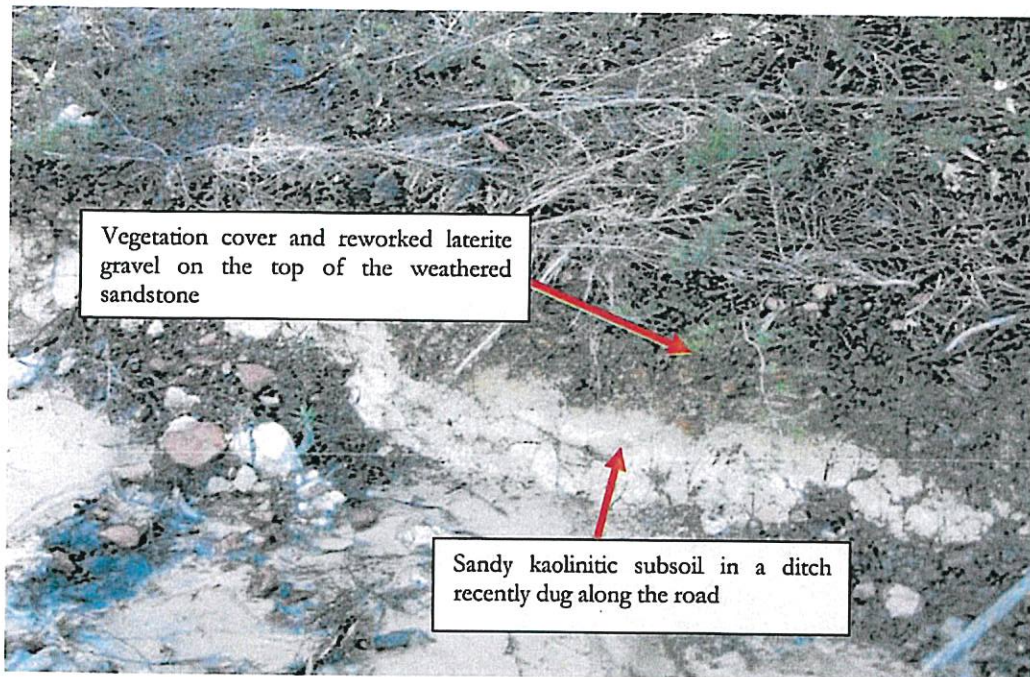 Vegetation cover and reworked laterite
gravel on the top of the weathered
sandstone
Sandy kaolinitic subsoil in a ditch
recently dug along the road